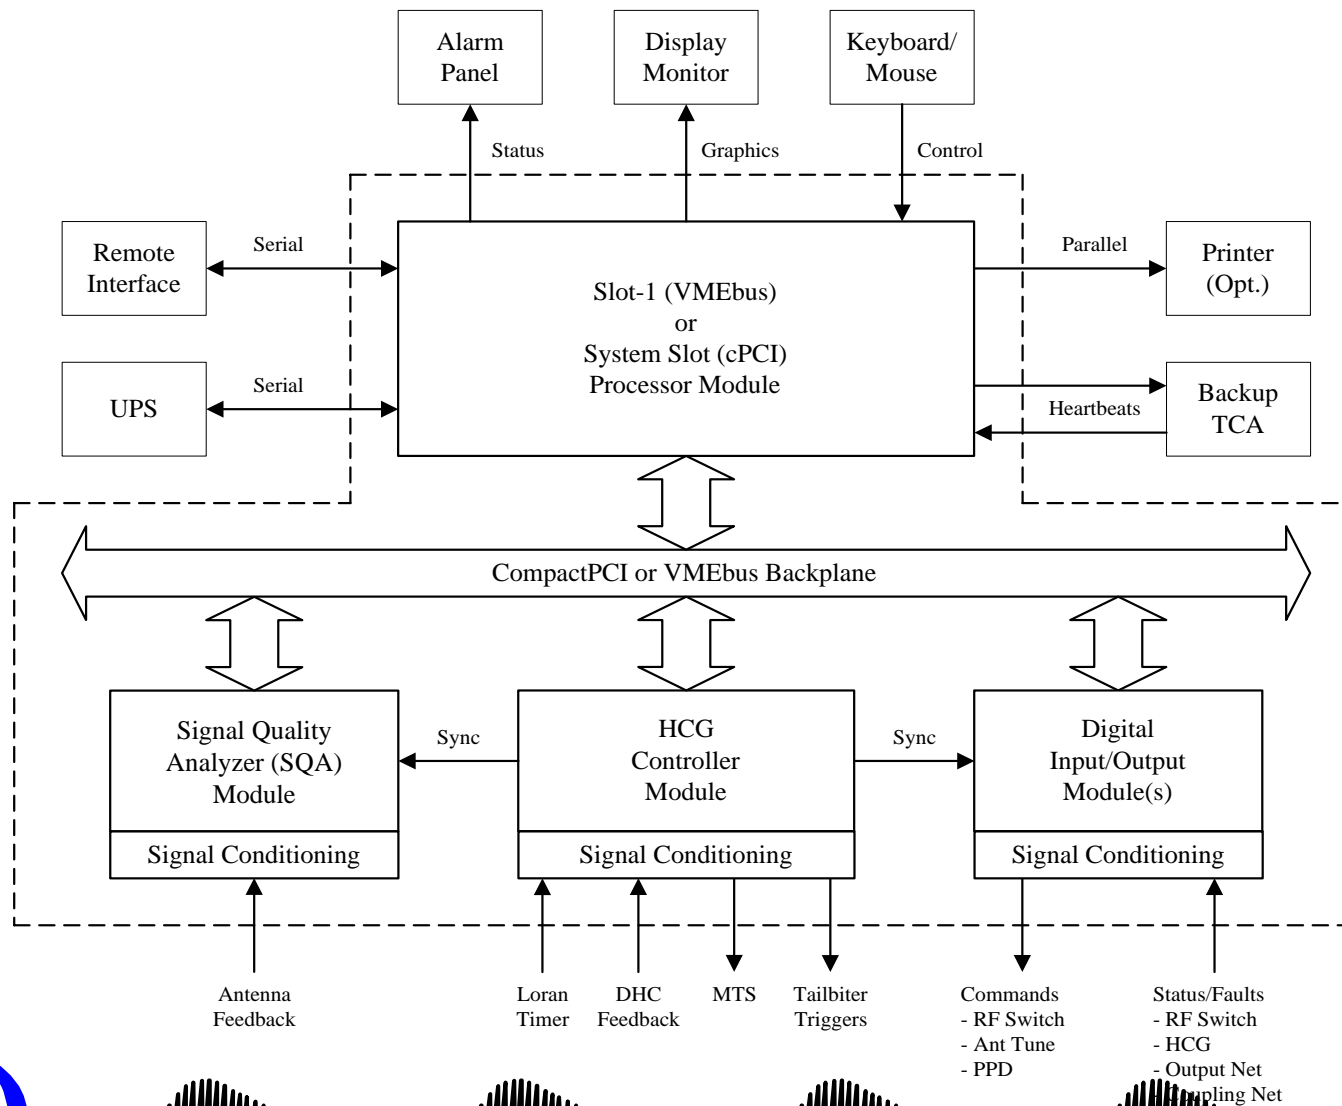 Alarm
Panel
Display
Monitor
Keyboard/
Mouse
Status
Graphics
Control
Remote
Interface
Serial
Slot-1 (VMEbus)
or
System Slot (cPCI)
Processor Module
Parallel
Printer
(Opt.)
UPS
Serial
Heartbeats
Backup
TCA
CompactPCI or VMEbus Backplane
Signal Quality
Analyzer (SQA)
Module
Sync
HCG
Controller
Module
Sync
Digital
Input/Output
Module(s)
Signal Conditioning
Signal Conditioning
Signal Conditioning
Antenna
Feedback
Loran
Timer
DHC
Feedback
MTS
Tailbiter
Triggers
Commands
- RF Switch
- Ant Tune
- PPD
Status/Faults
- RF Switch
- HCG
- Output Net
- Coupling Net